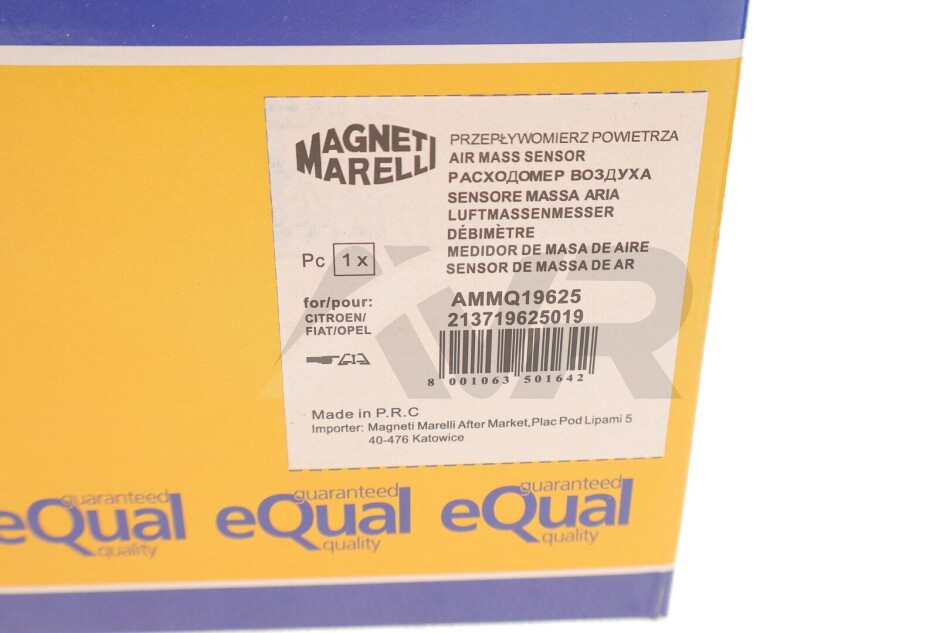 MAGNETI
MARELLI
PRZEPŁYWOMIERZ POWIETRZA
AIR MASS SENSOR
РАСХОДОМЕР ВОЗДУХА
SENSORE MASSA ARIA
LUFTMASSENMESSER
DÉBIMÈTRE
MEDIDOR DE MASA DE AIRE
SENSOR DE MASSA DE AR
Pc 1 x
for/pour:
CITROEN/
FIAT/OPEL
AMMQ19625
213719625019
8 001063 501642
Made in P.R.C
Importer: Magneti Marelli After Market,Plac Pod Lipami 5
40-476 Katowice
guaranteed
eQual
quality
guaranteed
eQual
quality
guaranteed
eQual
quality